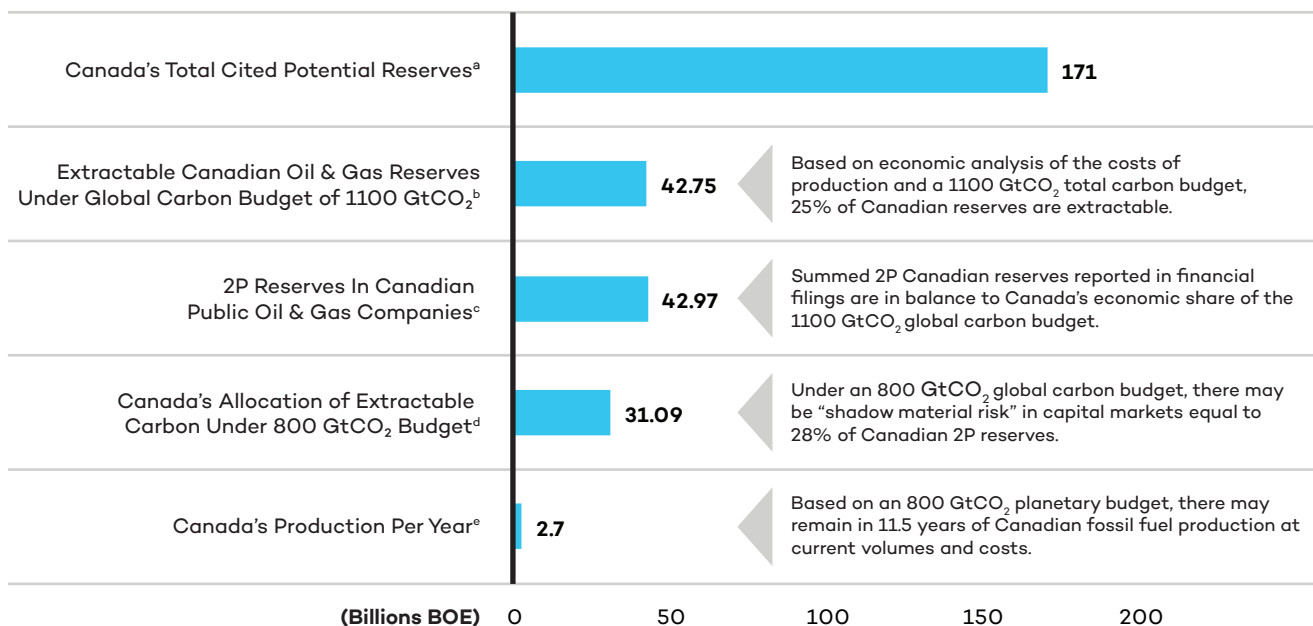 Canada's Total Cited Potential Reservesᵃ
171
Extractable Canadian Oil & Gas Reserves
Under Global Carbon Budget of 1100 GtCO₂ᵇ
42.75
Based on economic analysis of the costs of
production and a 1100 GtCO₂ total carbon budget,
25% of Canadian reserves are extractable.
2P Reserves In Canadian
Public Oil & Gas Companiesᶜ
42.97
Summed 2P Canadian reserves reported in financial
filings are in balance to Canada's economic share of the
1100 GtCO₂ global carbon budget.
Canada's Allocation of Extractable
Carbon Under 800 GtCO₂ Budgetᵈ
31.09
Under an 800 GtCO₂ global carbon budget, there may
be “shadow material risk” in capital markets equal to
28% of Canadian 2P reserves.
Canada's Production Per Yearᵉ
2.7
Based on an 800 GtCO₂ planetary budget, there may
remain in 11.5 years of Canadian fossil fuel production at
current volumes and costs.
(Billions BOE) 0 50 100 150 200